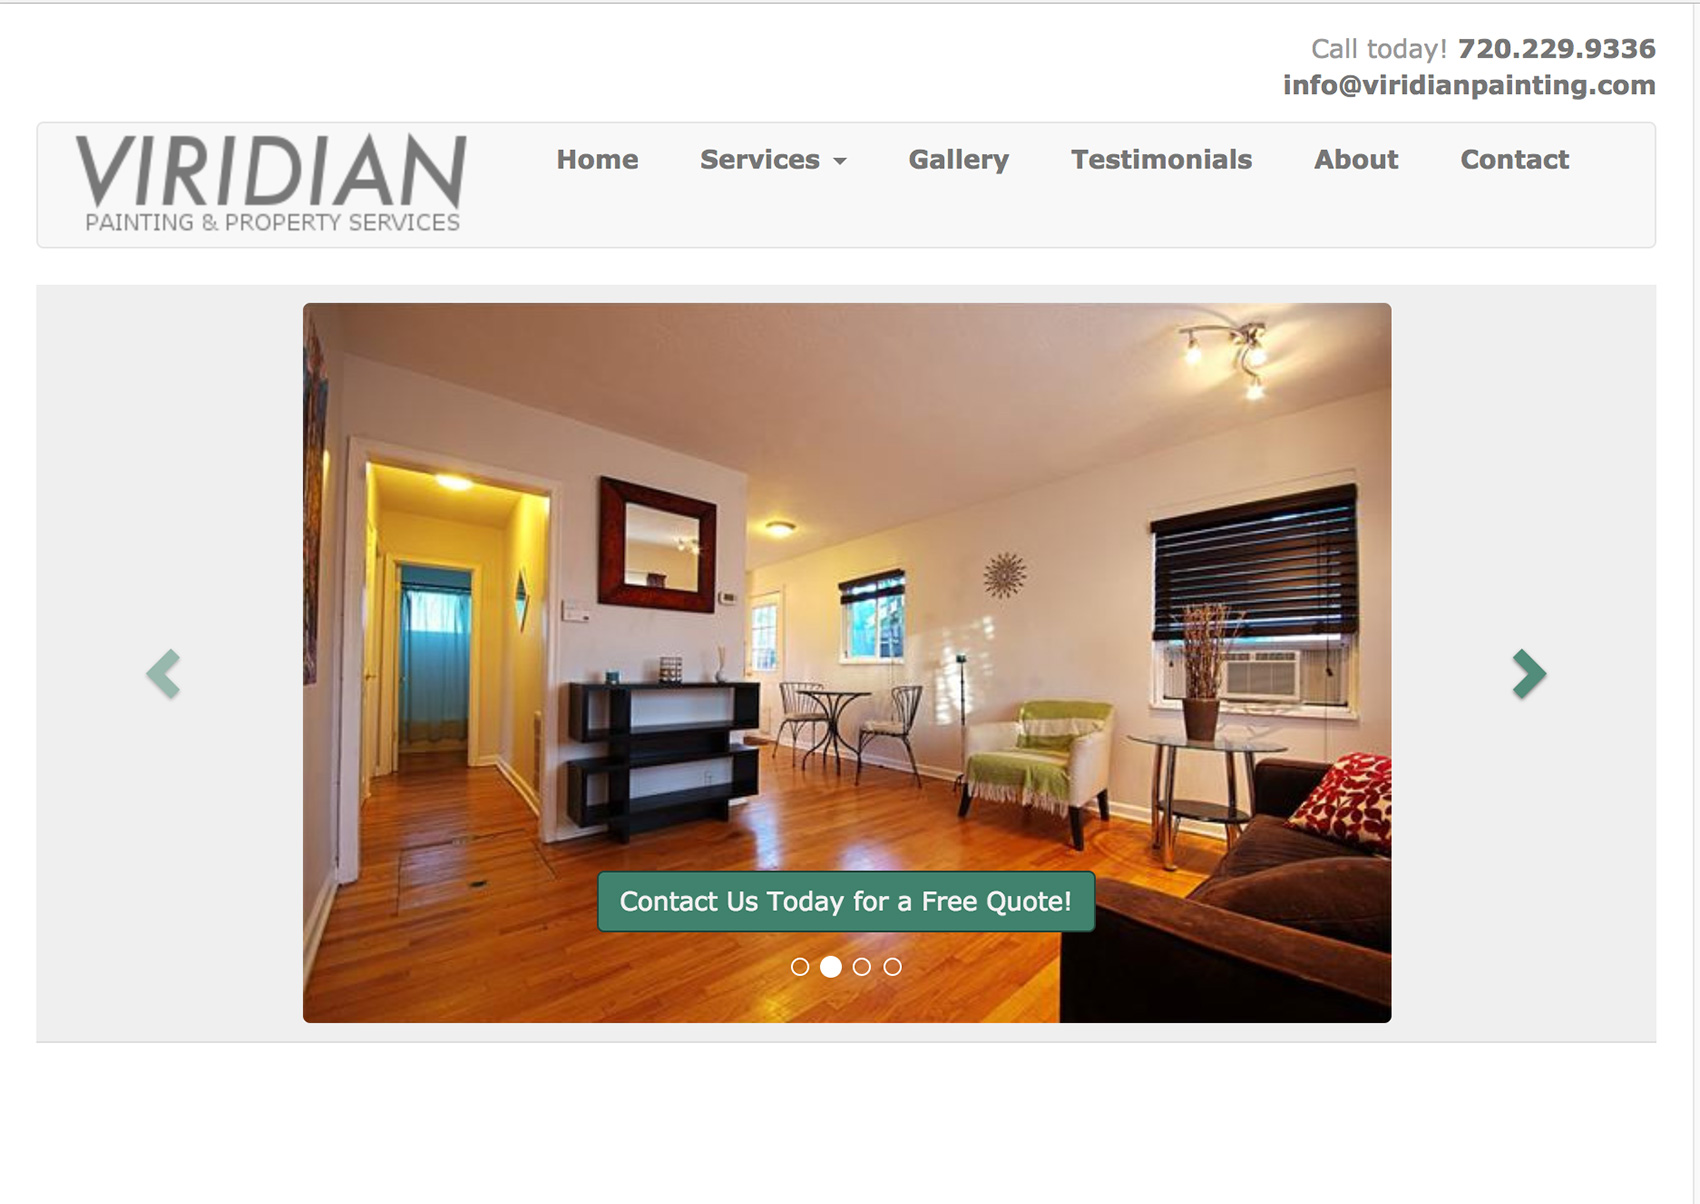 Call today! 720.229.9336
info@viridianpainting.com
VIRIDIAN
PAINTING & PROPERTY SERVICES
Home Services Gallery Testimonials About Contact
Contact Us Today for a Free Quote!